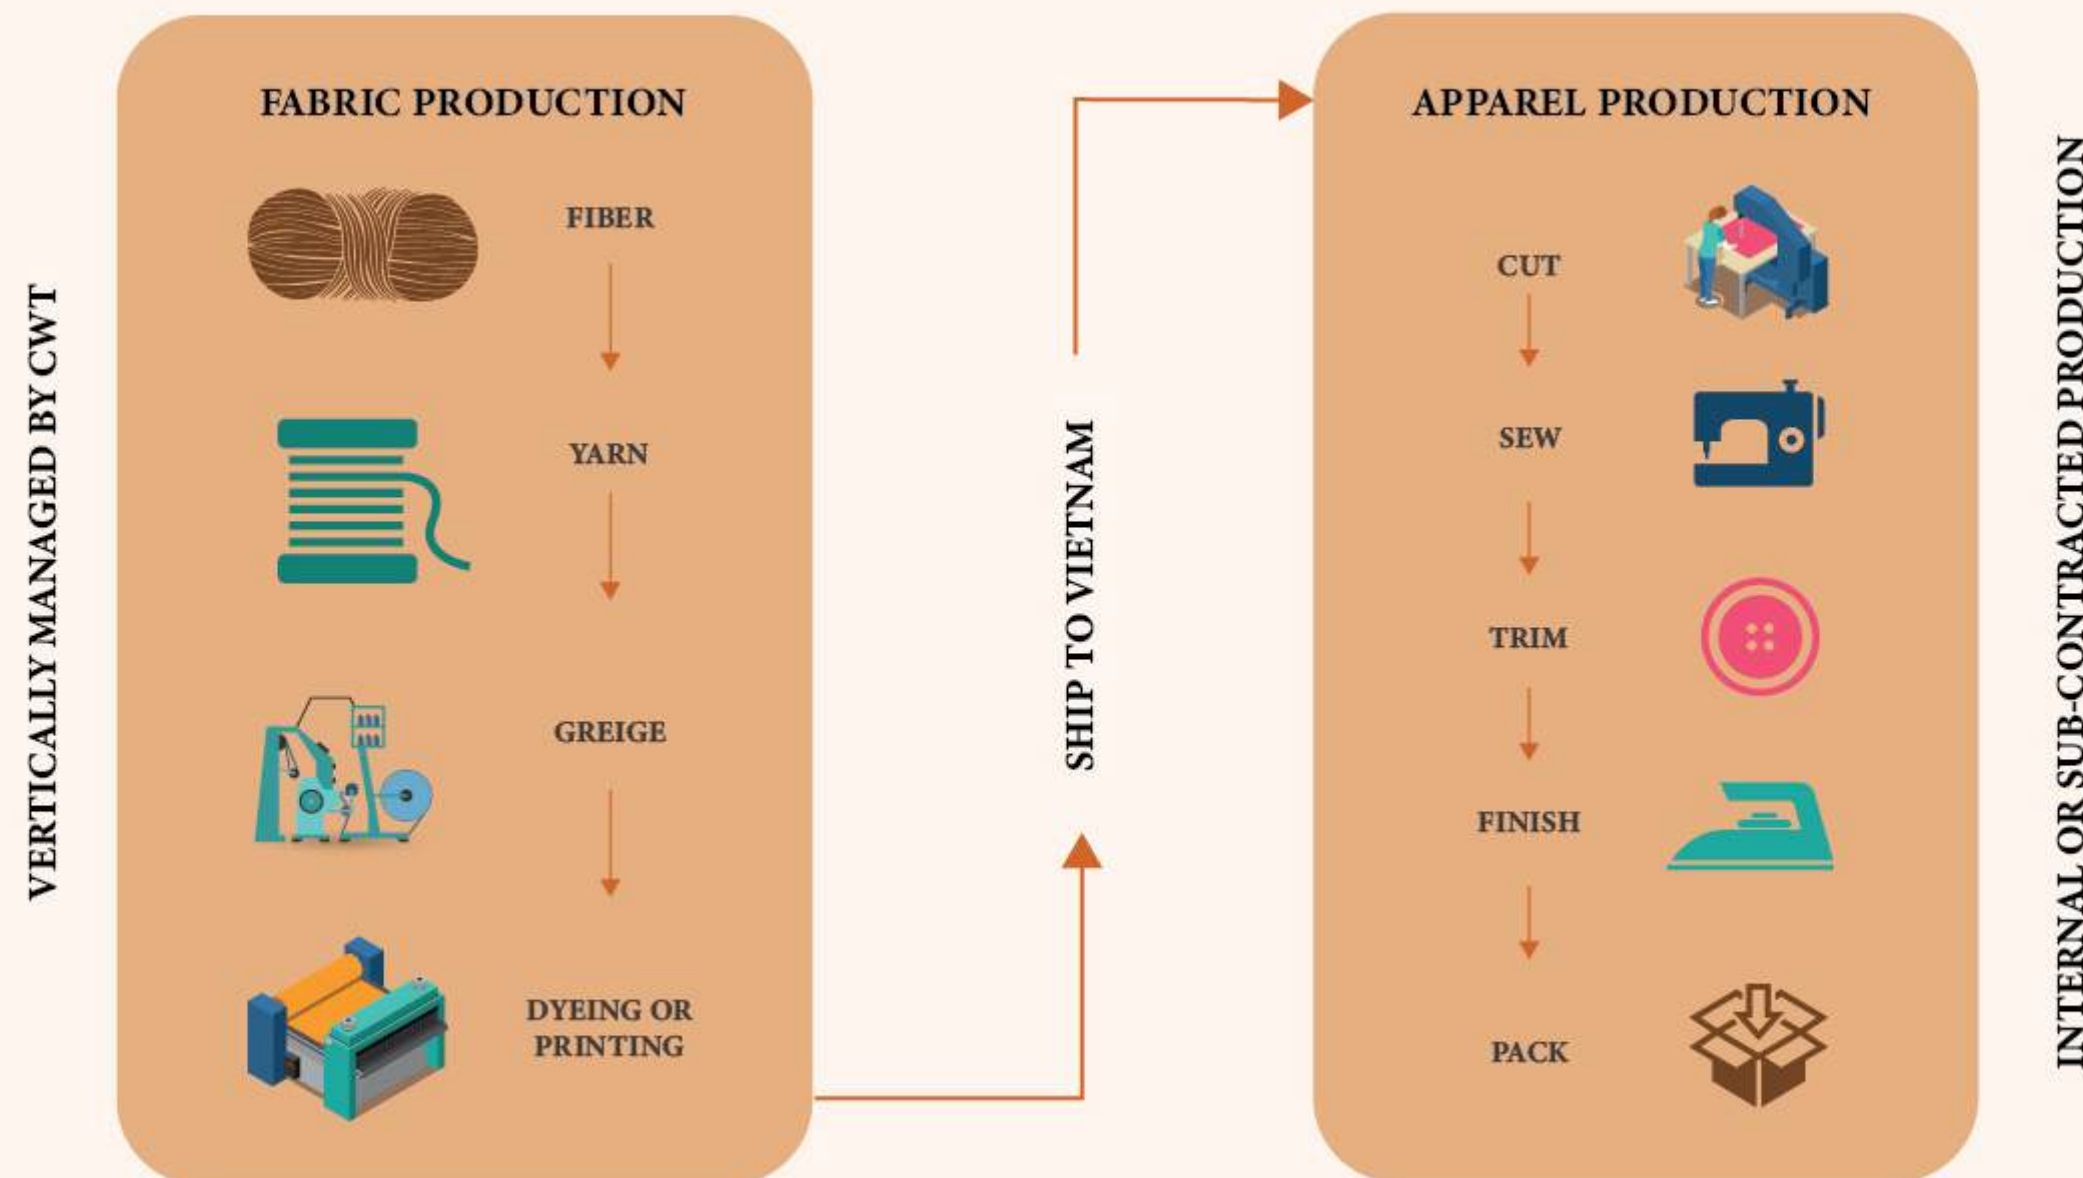 VERTICALLY MANAGED BY CWT
FABRIC PRODUCTION
FIBER
YARN
GREIGE
DYEING OR
PRINTING
SHIP TO VIETNAM
APPAREL PRODUCTION
CUT
SEW
TRIM
FINISH
PACK
INTERNAL OR SUB-CONTRACTED PRODUCTION